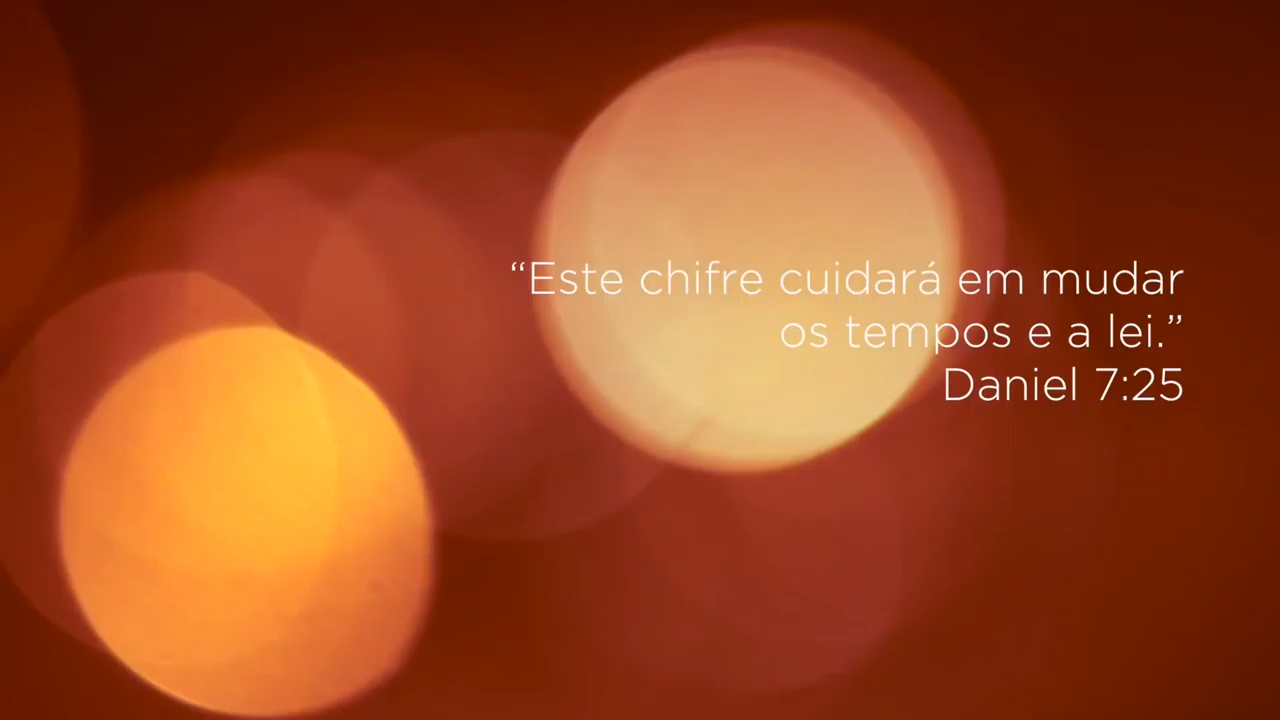 “Este chifre cuidará em mudar
os tempos e a lei.”
Daniel 7:25